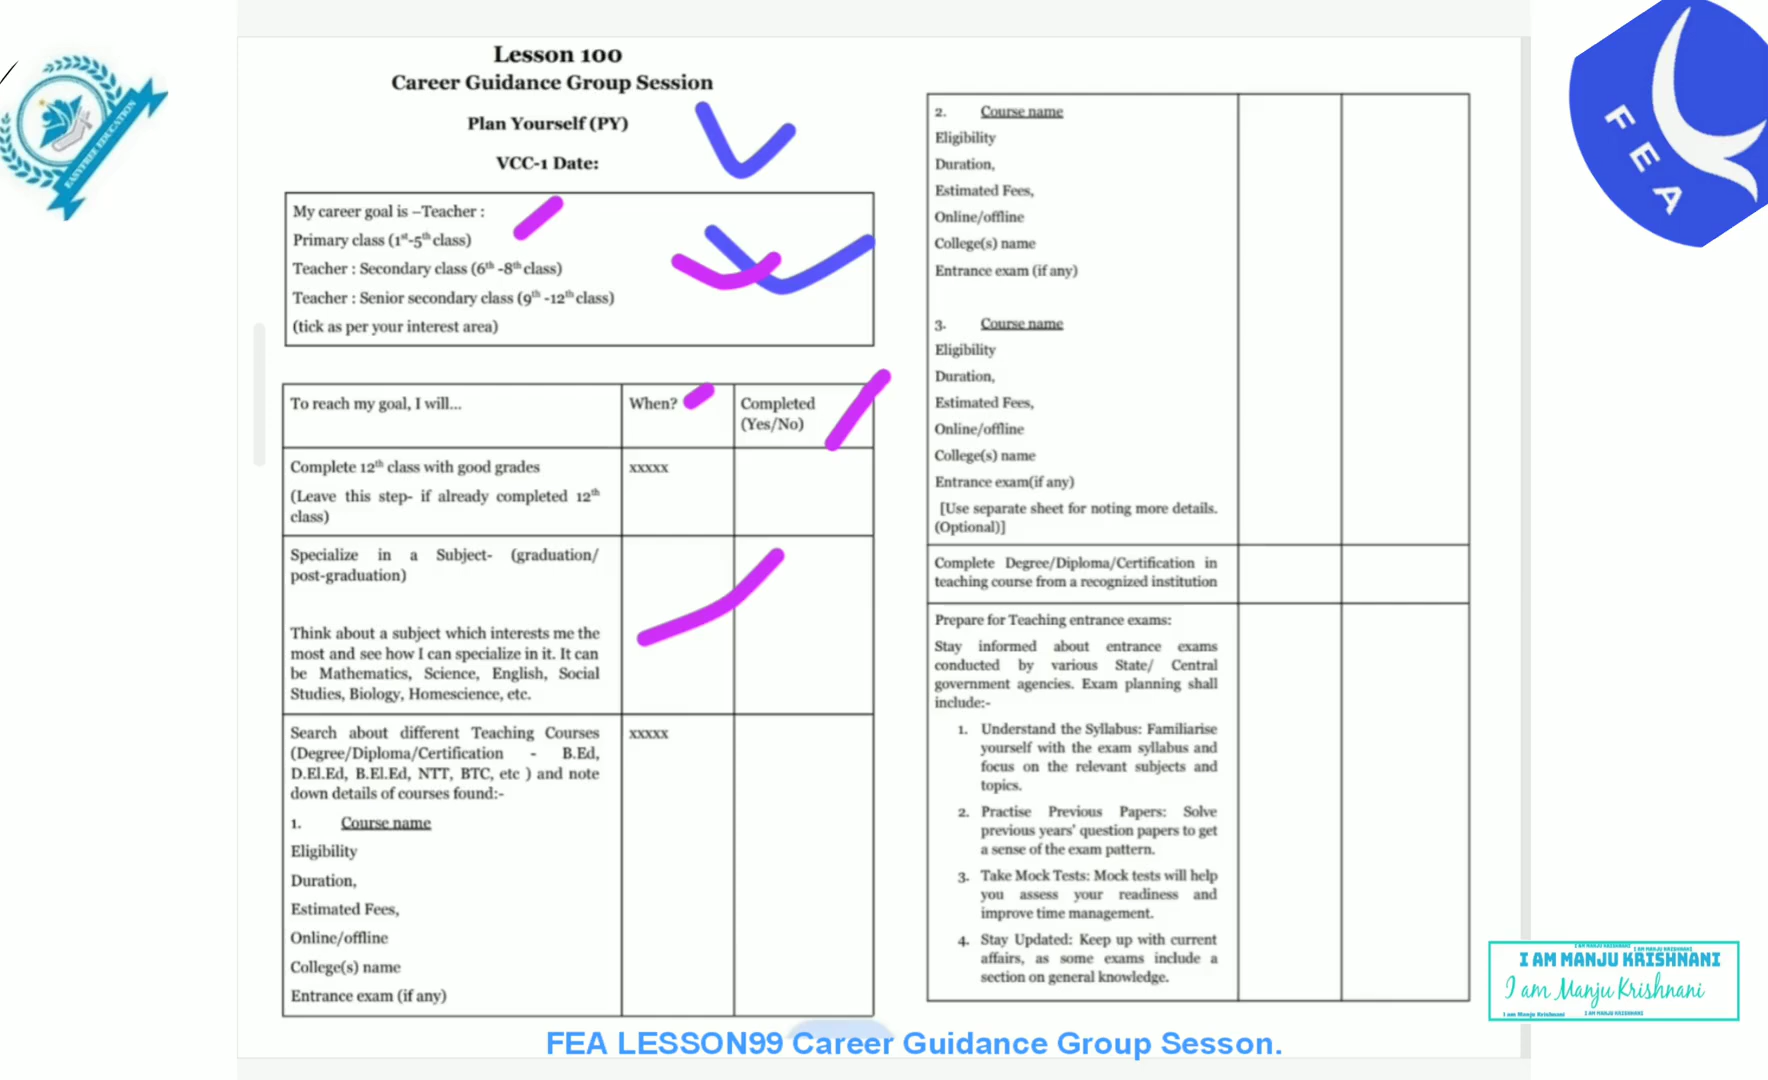 EASYFREE EDUCATION
Lesson 100
Career Guidance Group Session
Plan Yourself (PY)
VCC-1 Date:
My career goal is –Teacher :
Primary class (1st-5th class)
Teacher : Secondary class (6th -8th class)
Teacher : Senior secondary class (9th -12th class)
(tick as per your interest area)
To reach my goal, I will...
When?
Completed
(Yes/No)
Complete 12th class with good grades
(Leave this step- if already completed 12th
class)
xxxxx
Specialize in a Subject- (graduation/
post-graduation)
Think about a subject which interests me the
most and see how I can specialize in it. It can
be Mathematics, Science, English, Social
Studies, Biology, Homescience, etc.
Search about different Teaching Courses
(Degree/Diploma/Certification - B.Ed,
D.El.Ed, B.El.Ed, NTT, BTC, etc ) and note
down details of courses found:-
xxxxx
1. Course name
Eligibility
Duration,
Estimated Fees,
Online/offline
College(s) name
Entrance exam (if any)
2. Course name
Eligibility
Duration,
Estimated Fees,
Online/offline
College(s) name
Entrance exam (if any)
3. Course name
Eligibility
Duration,
Estimated Fees,
Online/offline
College(s) name
Entrance exam(if any)
[Use separate sheet for noting more details.
(Optional)]
Complete Degree/Diploma/Certification in
teaching course from a recognized institution
Prepare for Teaching entrance exams:
Stay informed about entrance exams
conducted by various State/ Central
government agencies. Exam planning shall
include:-
1. Understand the Syllabus: Familiarise
yourself with the exam syllabus and
focus on the relevant subjects and
topics.
2. Practise Previous Papers: Solve
previous years' question papers to get
a sense of the exam pattern.
3. Take Mock Tests: Mock tests will help
you assess your readiness and
improve time management.
4. Stay Updated: Keep up with current
affairs, as some exams include a
section on general knowledge.
FEA
I AM MANJU KRISHNANI
I AM MANJU KRISHNANI
I AM MANJU KRISHNANI
I am Manju Krishnani
I am Manju Krishnani
I AM MANJU KRISHNANI
FEA LESSON99 Career Guidance Group Sesson.